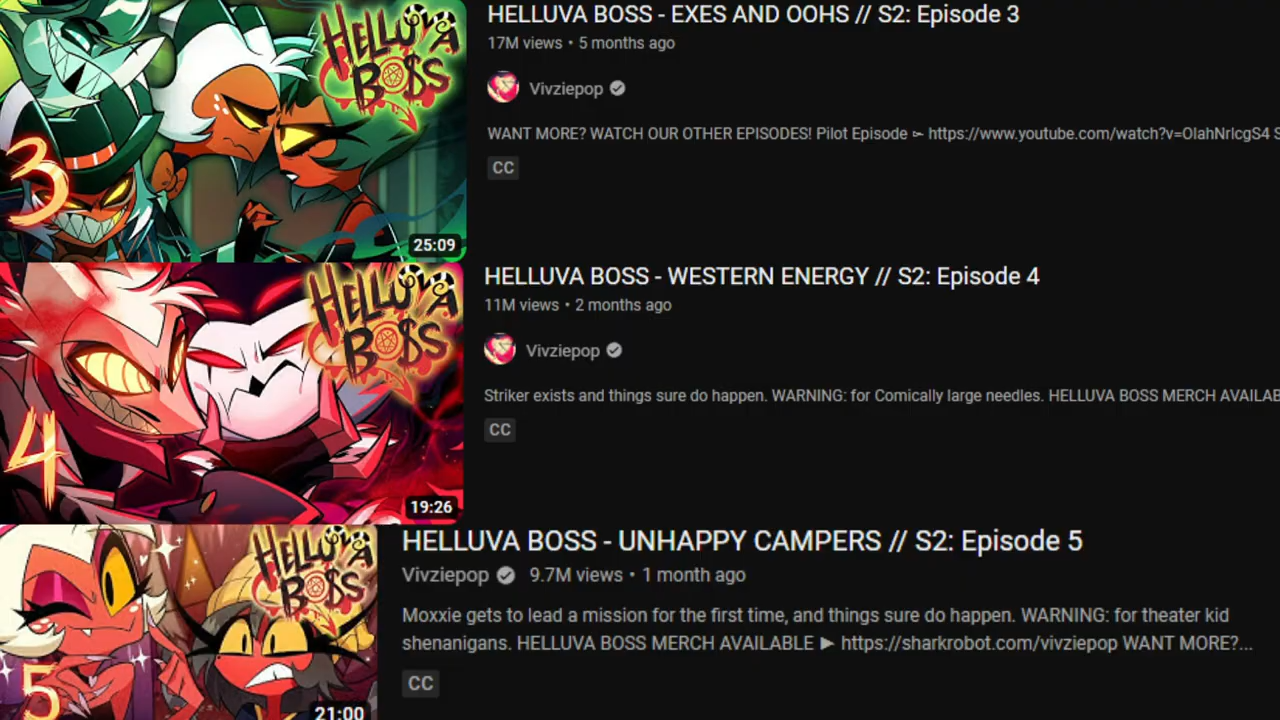 HELLUVA BOSS - EXES AND OOHS // S2: Episode 3
17M views • 5 months ago
Vivziepop
WANT MORE? WATCH OUR OTHER EPISODES! Pilot Episode ➳ https://www.youtube.com/watch?v=OlahNrlcgS4 S
CC
HELLUVA
BO$S
3
25:09
HELLUVA BOSS - WESTERN ENERGY // S2: Episode 4
11M views • 2 months ago
Vivziepop
Striker exists and things sure do happen. WARNING: for Comically large needles. HELLUVA BOSS MERCH AVAILAB
CC
HELLUVA
BO$S
4
19:26
HELLUVA BOSS - UNHAPPY CAMPERS // S2: Episode 5
Vivziepop 9.7M views • 1 month ago
Moxxie gets to lead a mission for the first time, and things sure do happen. WARNING: for theater kid
shenanigans. HELLUVA BOSS MERCH AVAILABLE ► https://sharkrobot.com/vivziepop WANT MORE?...
CC
HELLUVA
BO$S
5
21:00